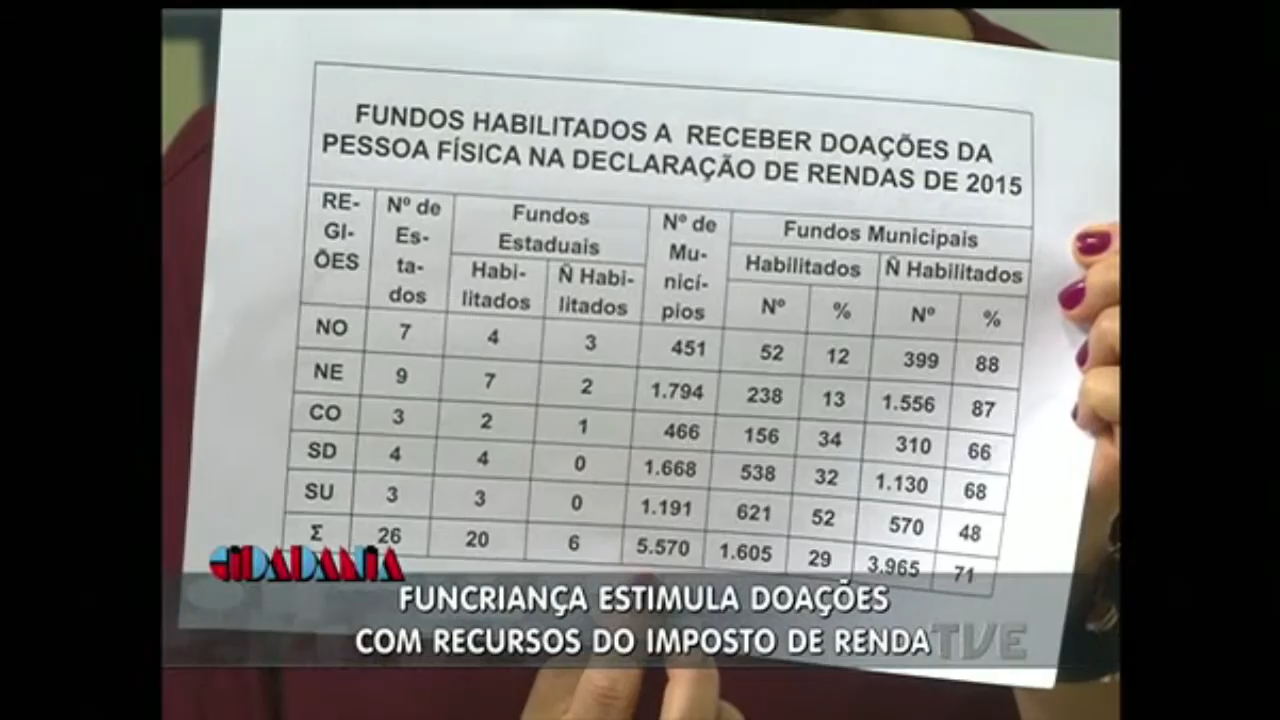 FUNDOS HABILITADOS A RECEBER DOAÇÕES DA
PESSOA FÍSICA NA DECLARAÇÃO DE RENDAS DE 2015
RE-
GI-
ÕES
Nº de
Es-
ta-
dos
Fundos
Estaduais
Habi-
litados
Ñ Habi-
litados
Nº de
Mu-
nicí-
pios
Fundos Municipais
Habilitados Ñ Habilitados
Nº % Nº %
NO 7 4 3 451 52 12 399 88
NE 9 7 2 1.794 238 13 1.556 87
CO 3 2 1 466 156 34 310 66
SD 4 4 0 1.668 538 32 1.130 68
SU 3 3 0 1.191 621 52 570 48
Σ 26 20 6 5.570 1.605 29 3.965 71
CIDADANIA
FUNCRIANÇA ESTIMULA DOAÇÕES
COM RECURSOS DO IMPOSTO DE RENDA
TVE